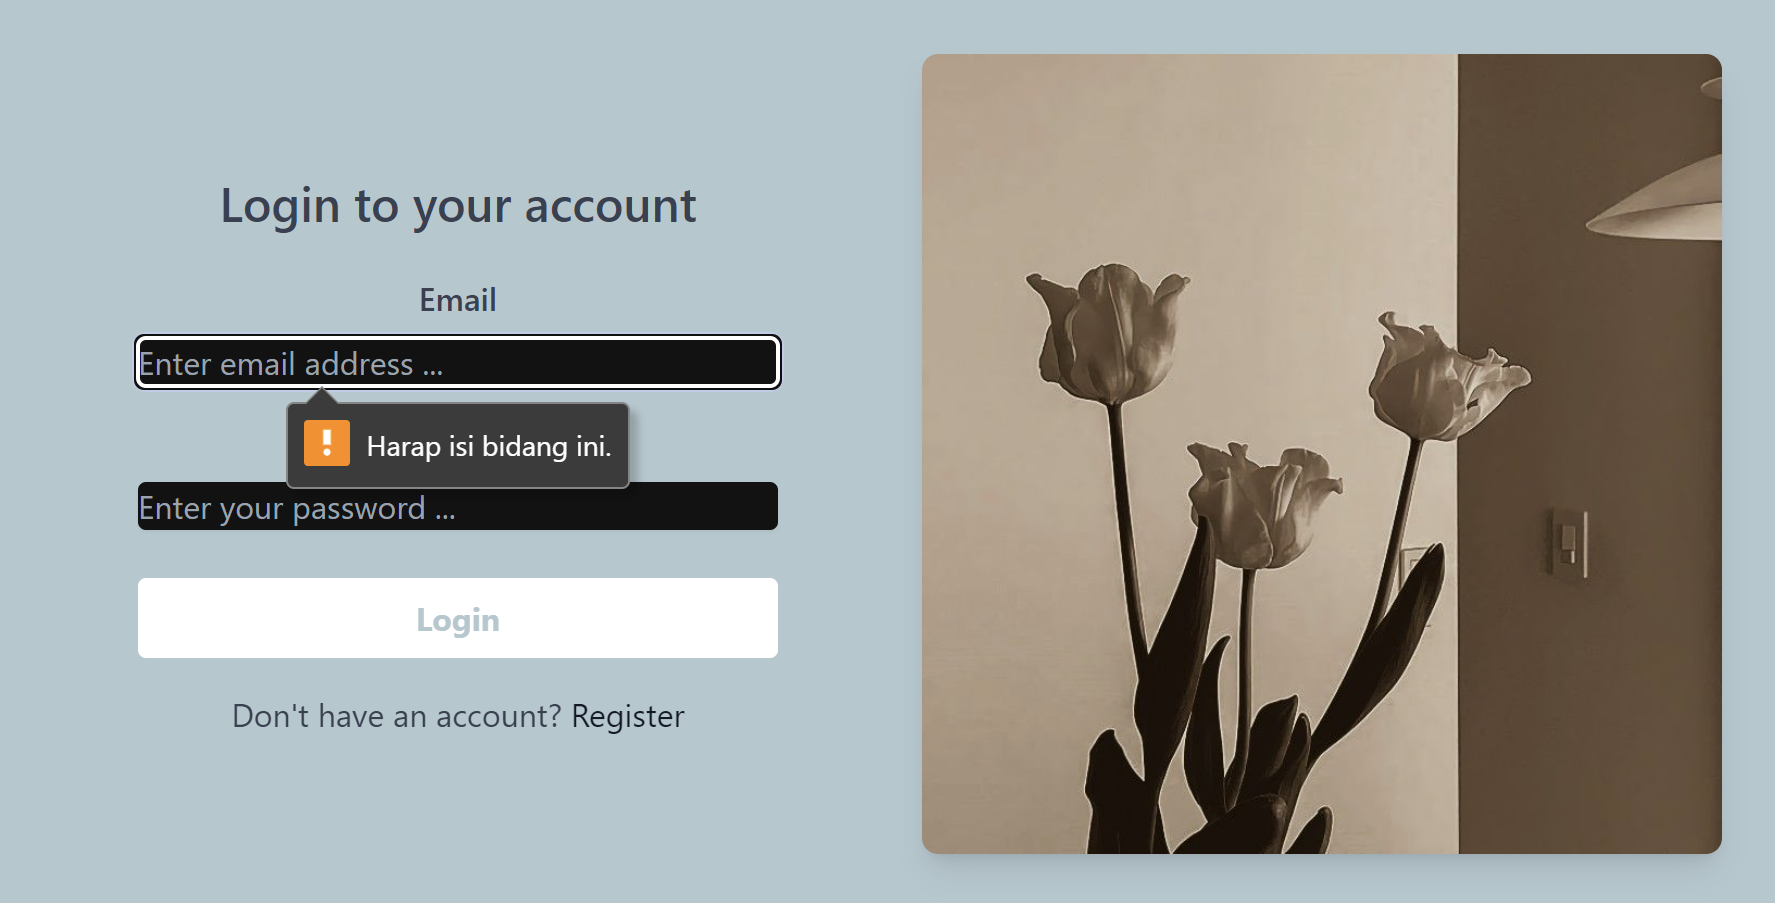 Login to your account
Email
Enter email address ...
Harap isi bidang ini.
Enter your password ...
Login
Don't have an account? Register